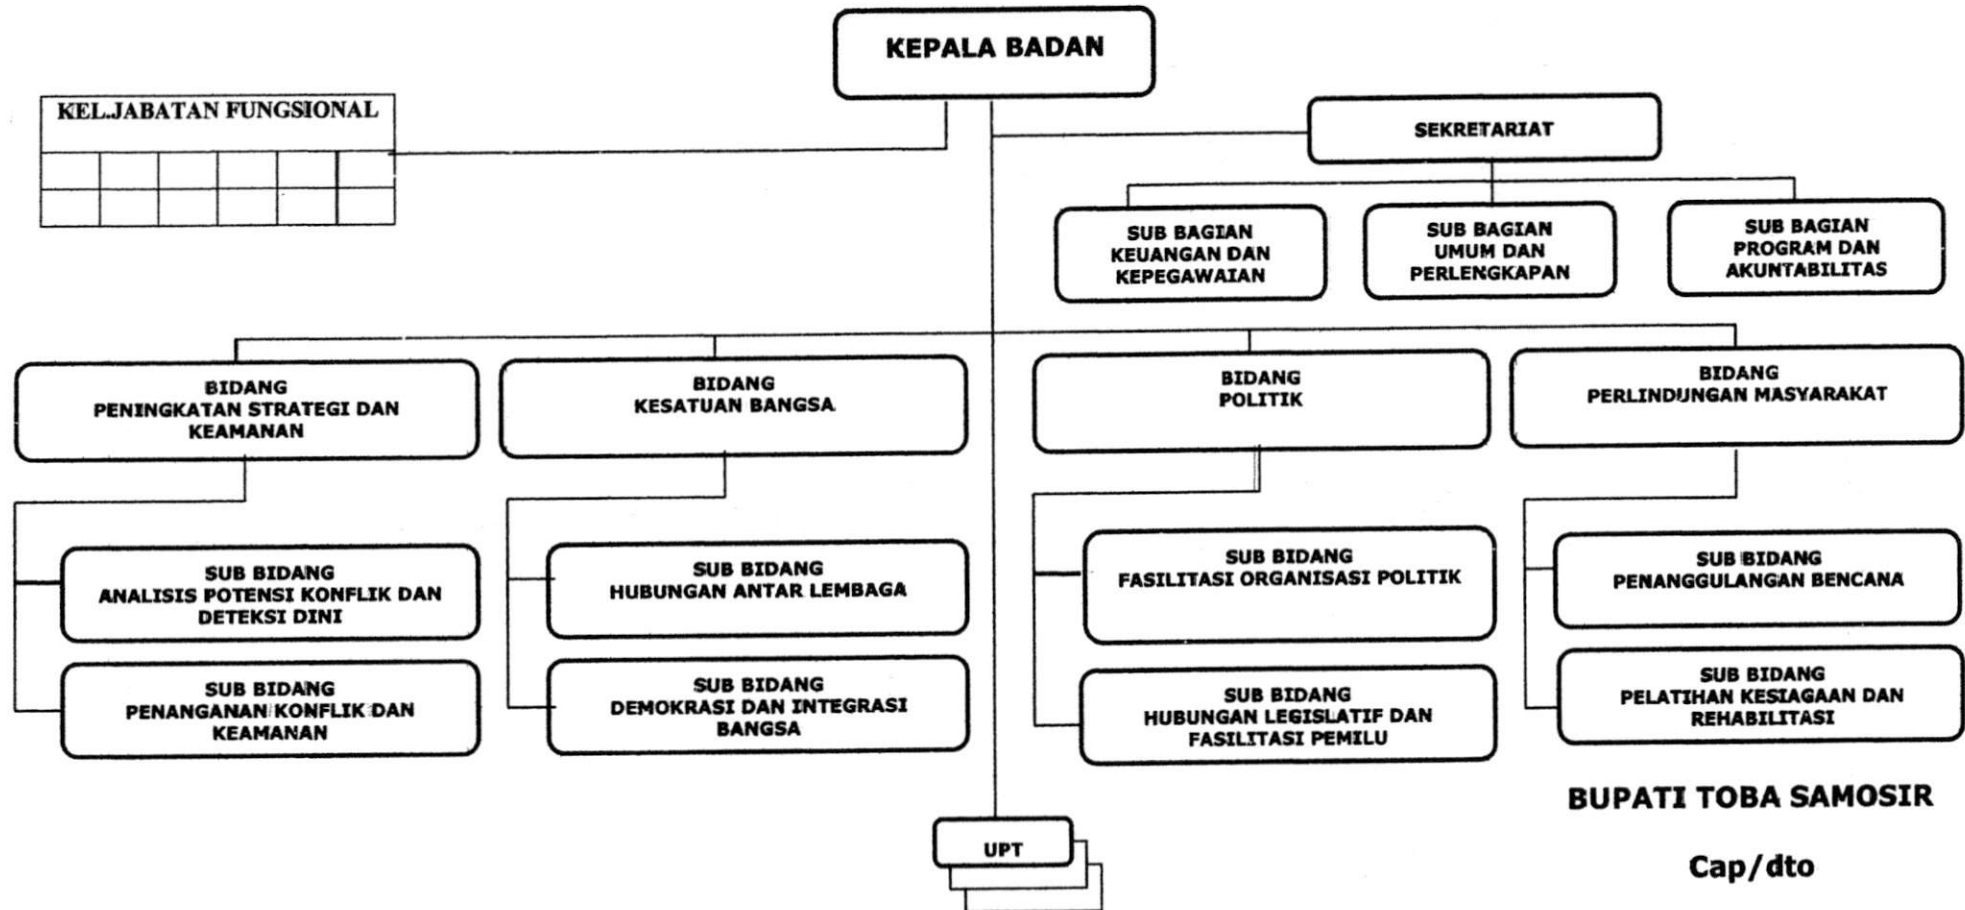 KEPALA BADAN
KEL.JABATAN FUNGSIONAL
SEKRETARIAT
SUB BAGIAN
KEUANGAN DAN
KEPEGAWAIAN
SUB BAGIAN
UMUM DAN
PERLENGKAPAN
SUB BAGIAN
PROGRAM DAN
AKUNTABILITAS
BIDANG
PENINGKATAN STRATEGI DAN
KEAMANAN
BIDANG
KESATUAN BANGSA
BIDANG
POLITIK
BIDANG
PERLINDUNGAN MASYARAKAT
SUB BIDANG
ANALISIS POTENSI KONFLIK DAN
DETEKSI DINI
SUB BIDANG
HUBUNGAN ANTAR LEMBAGA
SUB BIDANG
FASILITASI ORGANISASI POLITIK
SUB BIDANG
PENANGGULANGAN BENCANA
SUB BIDANG
PENANGANAN KONFLIK DAN
KEAMANAN
SUB BIDANG
DEMOKRASI DAN INTEGRASI
BANGSA
SUB BIDANG
HUBUNGAN LEGISLATIF DAN
FASILITASI PEMILU
SUB BIDANG
PELATIHAN KESIAGAAN DAN
REHABILITASI
BUPATI TOBA SAMOSIR
UPT
Cap/dto